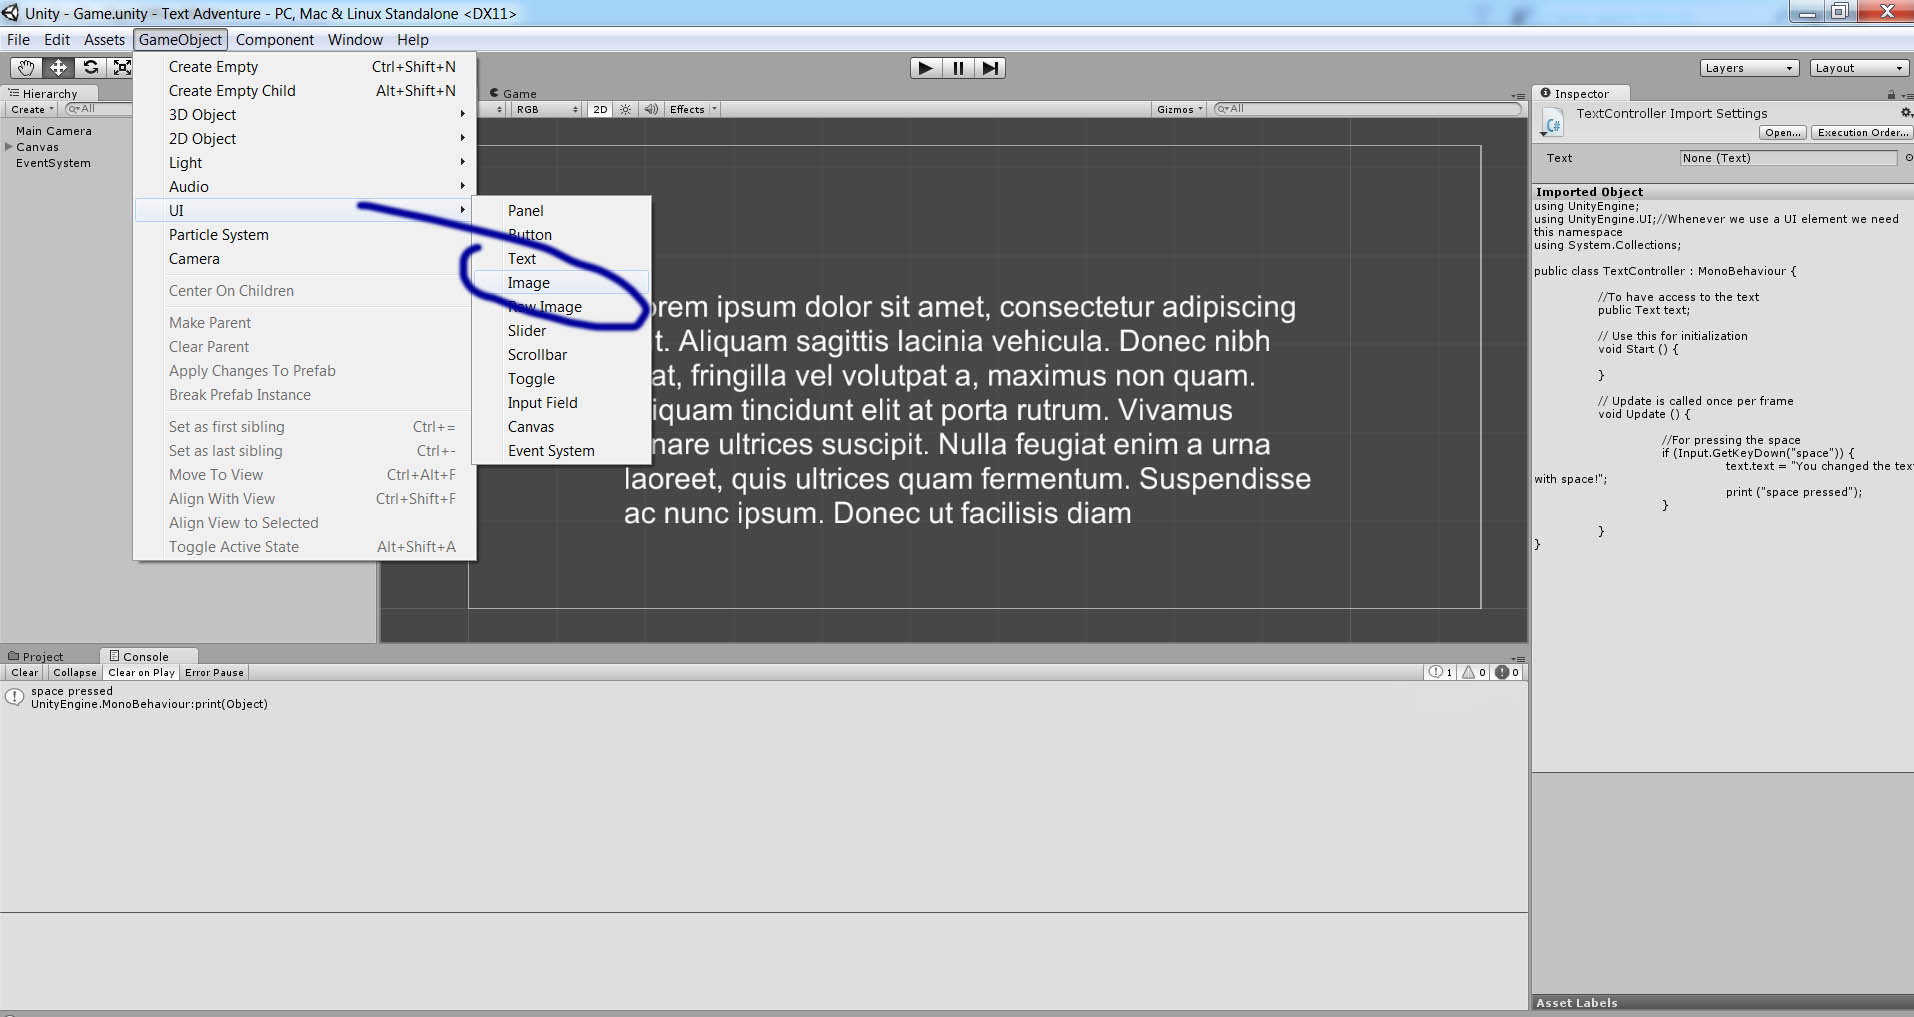 Unity - Game.unity - Text Adventure - PC, Mac & Linux Standalone <DX11>
File Edit Assets GameObject Component Window Help
Layers Layout
Hierarchy
Create All
Main Camera
Canvas
EventSystem
Create Empty Ctrl+Shift+N
Create Empty Child Alt+Shift+N
3D Object
2D Object
Light
Audio
UI
Particle System
Camera
Center On Children
Make Parent
Clear Parent
Apply Changes To Prefab
Break Prefab Instance
Set as first sibling Ctrl+=
Set as last sibling Ctrl+-
Move To View Ctrl+Alt+F
Align With View Ctrl+Shift+F
Align View to Selected
Toggle Active State Alt+Shift+A
Panel
Button
Text
Image
Raw Image
Slider
Scrollbar
Toggle
Input Field
Canvas
Event System
Game
RGB 2D Effects Gizmos All
orem ipsum dolor sit amet, consectetur adipiscing
t. Aliquam sagittis lacinia vehicula. Donec nibh
at, fringilla vel volutpat a, maximus non quam.
iquam tincidunt elit at porta rutrum. Vivamus
nare ultrices suscipit. Nulla feugiat enim a urna
laoreet, quis ultrices quam fermentum. Suspendisse
ac nunc ipsum. Donec ut facilisis diam
Inspector
TextController Import Settings
C#
Open... Execution Order...
Text None (Text)
Imported Object
using UnityEngine;
using UnityEngine.UI;//Whenever we use a UI element we need
this namespace
using System.Collections;
public class TextController : MonoBehaviour {
//To have access to the text
public Text text;
// Use this for initialization
void Start () {
}
// Update is called once per frame
void Update () {
//For pressing the space
if (Input.GetKeyDown("space")) {
text.text = "You changed the tex
with space!";
print ("space pressed");
}
}
}
Asset Labels
Project Console
Clear Collapse Clear on Play Error Pause 1 0 0
space pressed
UnityEngine.MonoBehaviour:print(Object)